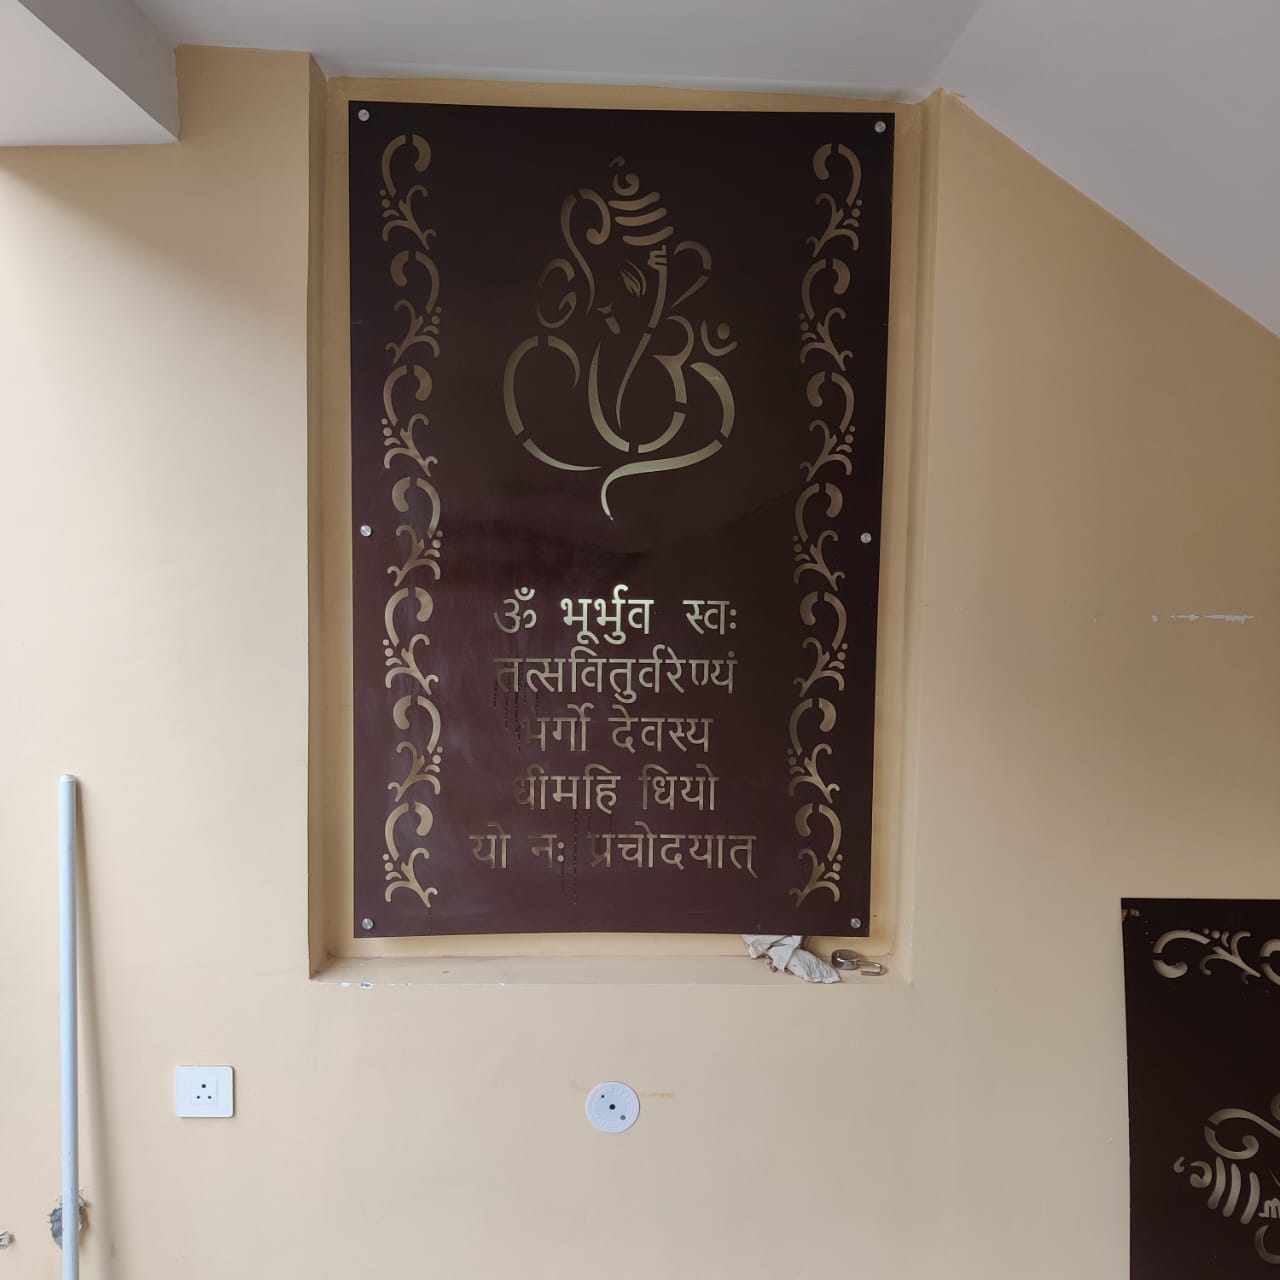 ॐ भूर्भुव स्वः
तत्सवितुर्वरेण्यं
भर्गो देवस्य
धीमहि धियो
यो नः प्रचोदयात्